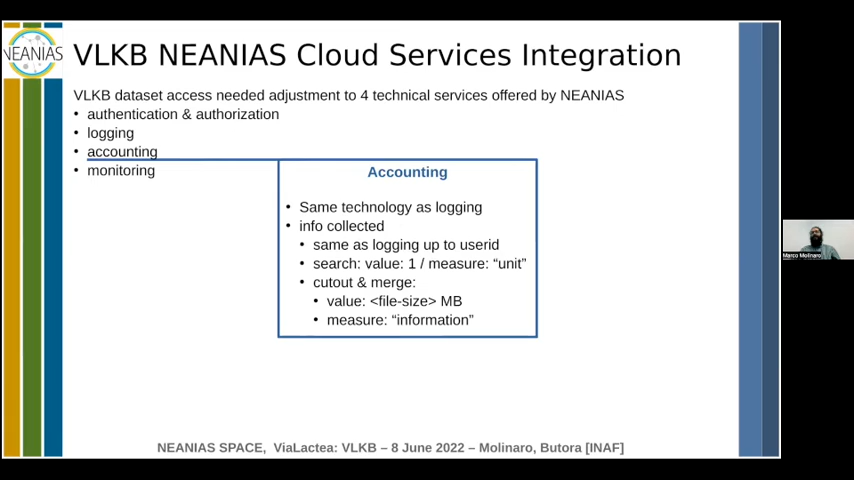 NEANIAS
VLKB NEANIAS Cloud Services Integration
VLKB dataset access needed adjustment to 4 technical services offered by NEANIAS
• authentication & authorization
• logging
• accounting
• monitoring
Accounting
• Same technology as logging
• info collected
• same as logging up to userid
• search: value: 1 / measure: “unit”
• cutout & merge:
• value: <file-size> MB
• measure: “information”
Marco Molinaro
NEANIAS SPACE, ViaLactea: VLKB – 8 June 2022 – Molinaro, Butora [INAF]